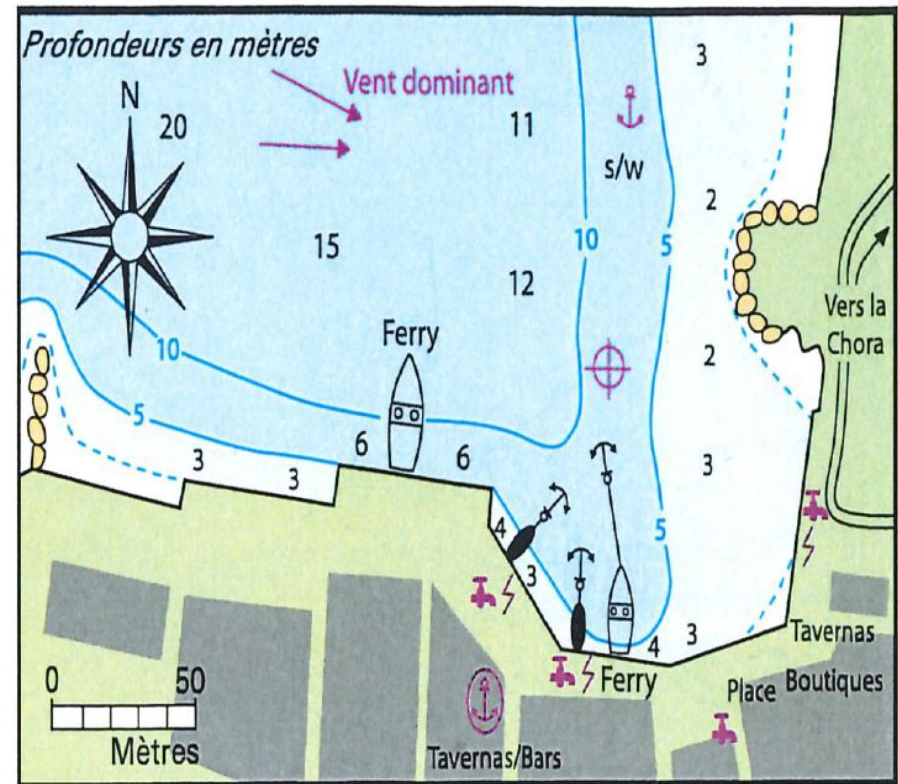 Profondeurs en mètres
Vent dominant
N
20
3
11
s/w
2
15
10
5
12
Vers la
Chora
Ferry
10
2
5
6
6
3
3
3
4
5
3
3
4
Ferry
Tavernas
Place
Boutiques
0
50
Mètres
Tavernas/Bars